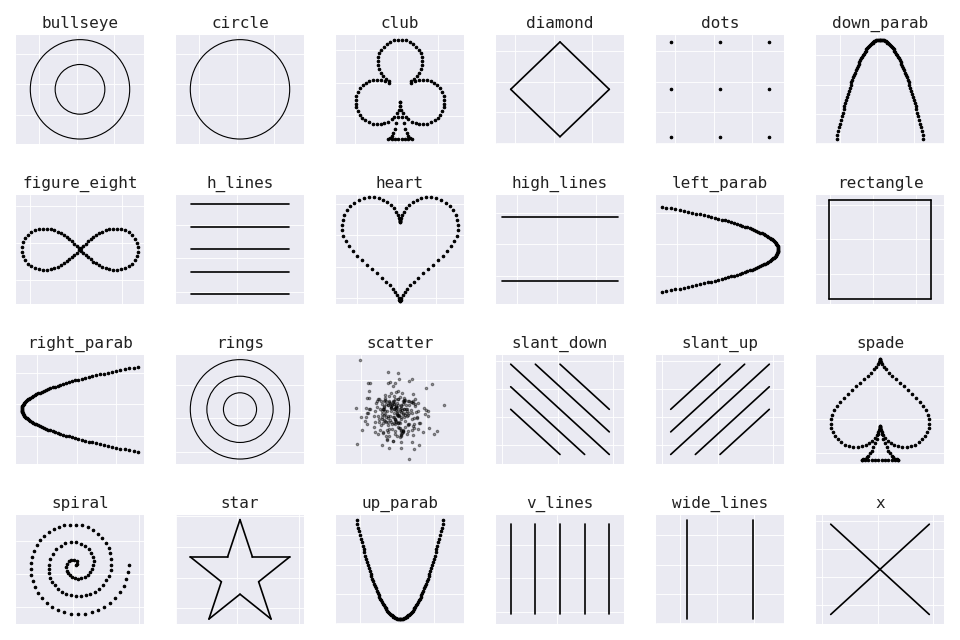 bullseye circle club diamond dots down_parab
figure_eight h_lines heart high_lines left_parab rectangle
right_parab rings scatter slant_down slant_up spade
spiral star up_parab v_lines wide_lines x